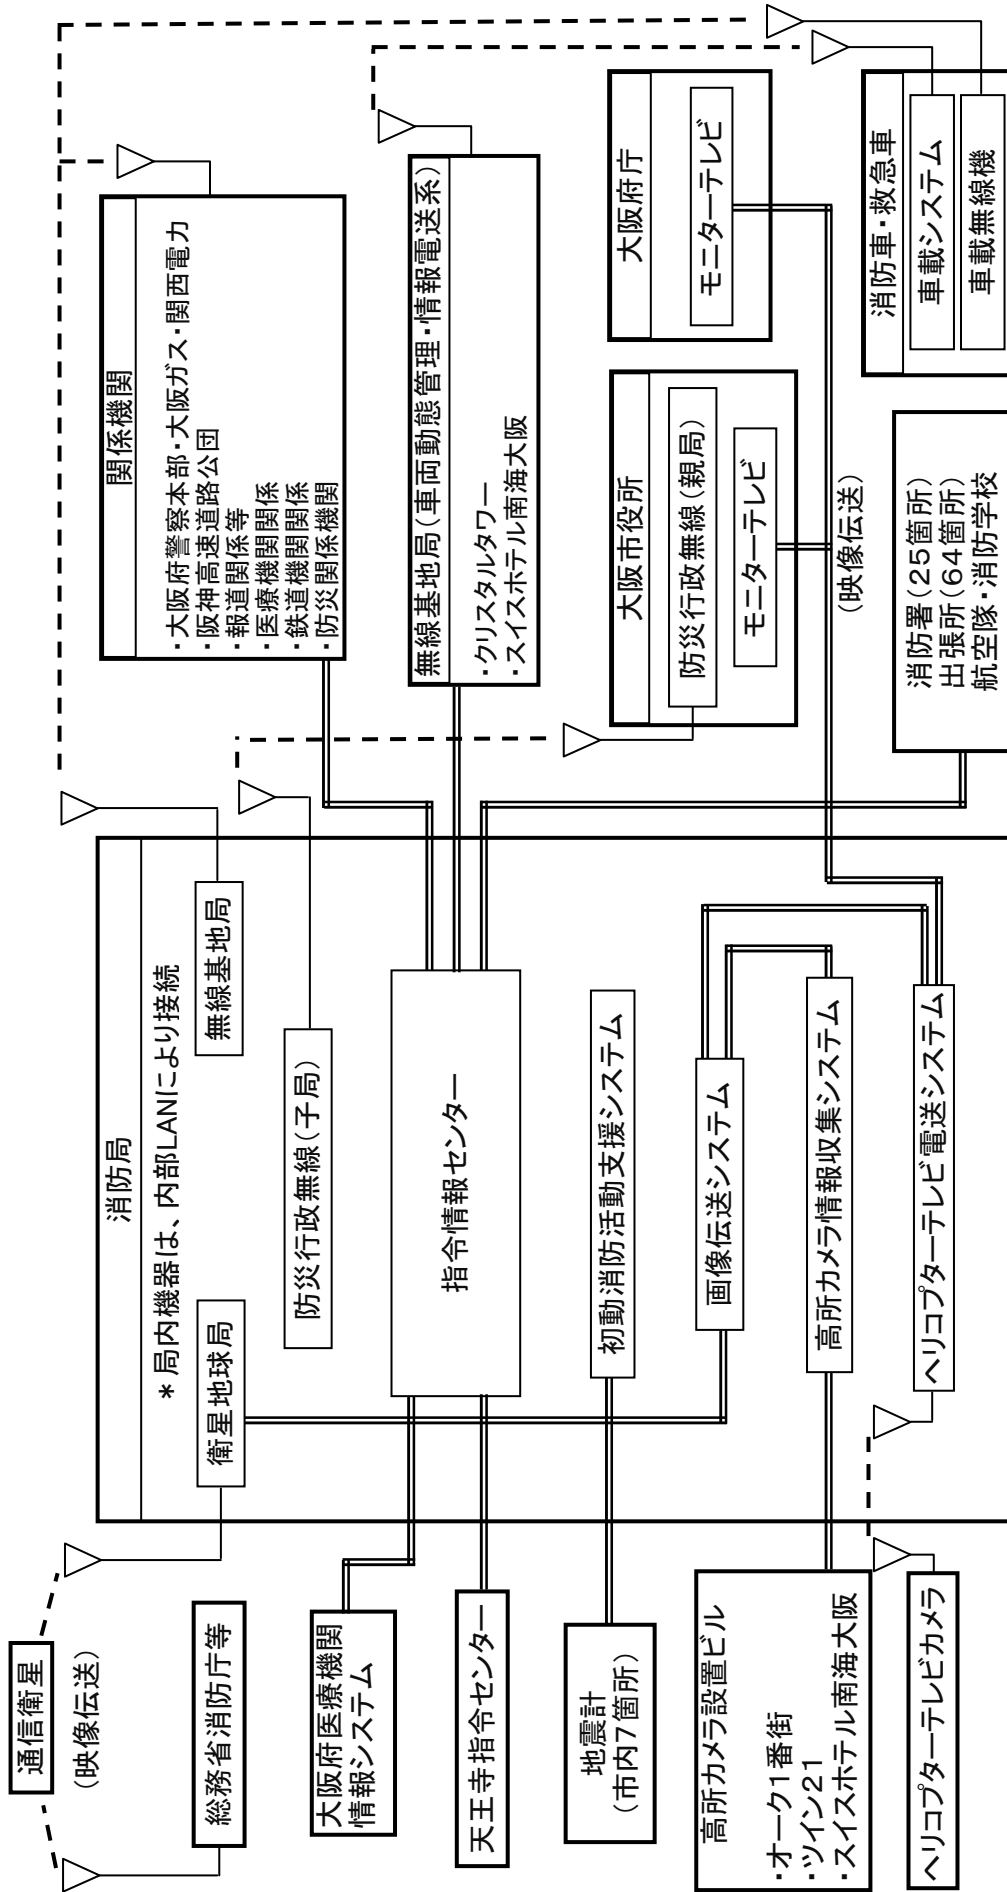 通信衛星
(映像伝送)
総務省消防庁等
大阪府医療機関
情報システム
天王寺指令センター
地震計
(市内7箇所)
高所カメラ設置ビル
・オーク1番街
・ツイン21
・スイスホテル南海大阪
ヘリコプターテレビカメラ
消防局
*局内機器は、内部LANにより接続
衛星地球局
無線基地局
防災行政無線(子局)
指令情報センター
初動消防活動支援システム
画像伝送システム
高所カメラ情報収集システム
ヘリコプターテレビ電送システム
関係機関
・大阪府警察本部・大阪ガス・関西電力
・阪神高速道路公団
・報道関係等
・医療機関関係
・鉄道機関関係
・防災関係機関
無線基地局(車両動態管理・情報電送系)
・クリスタルタワー
・スイスホテル南海大阪
大阪市役所
防災行政無線(親局)
モニターテレビ
大阪府庁
モニターテレビ
(映像伝送)
消防署(25箇所)
出張所(64箇所)
航空隊・消防学校
消防車・救急車
車載システム
車載無線機